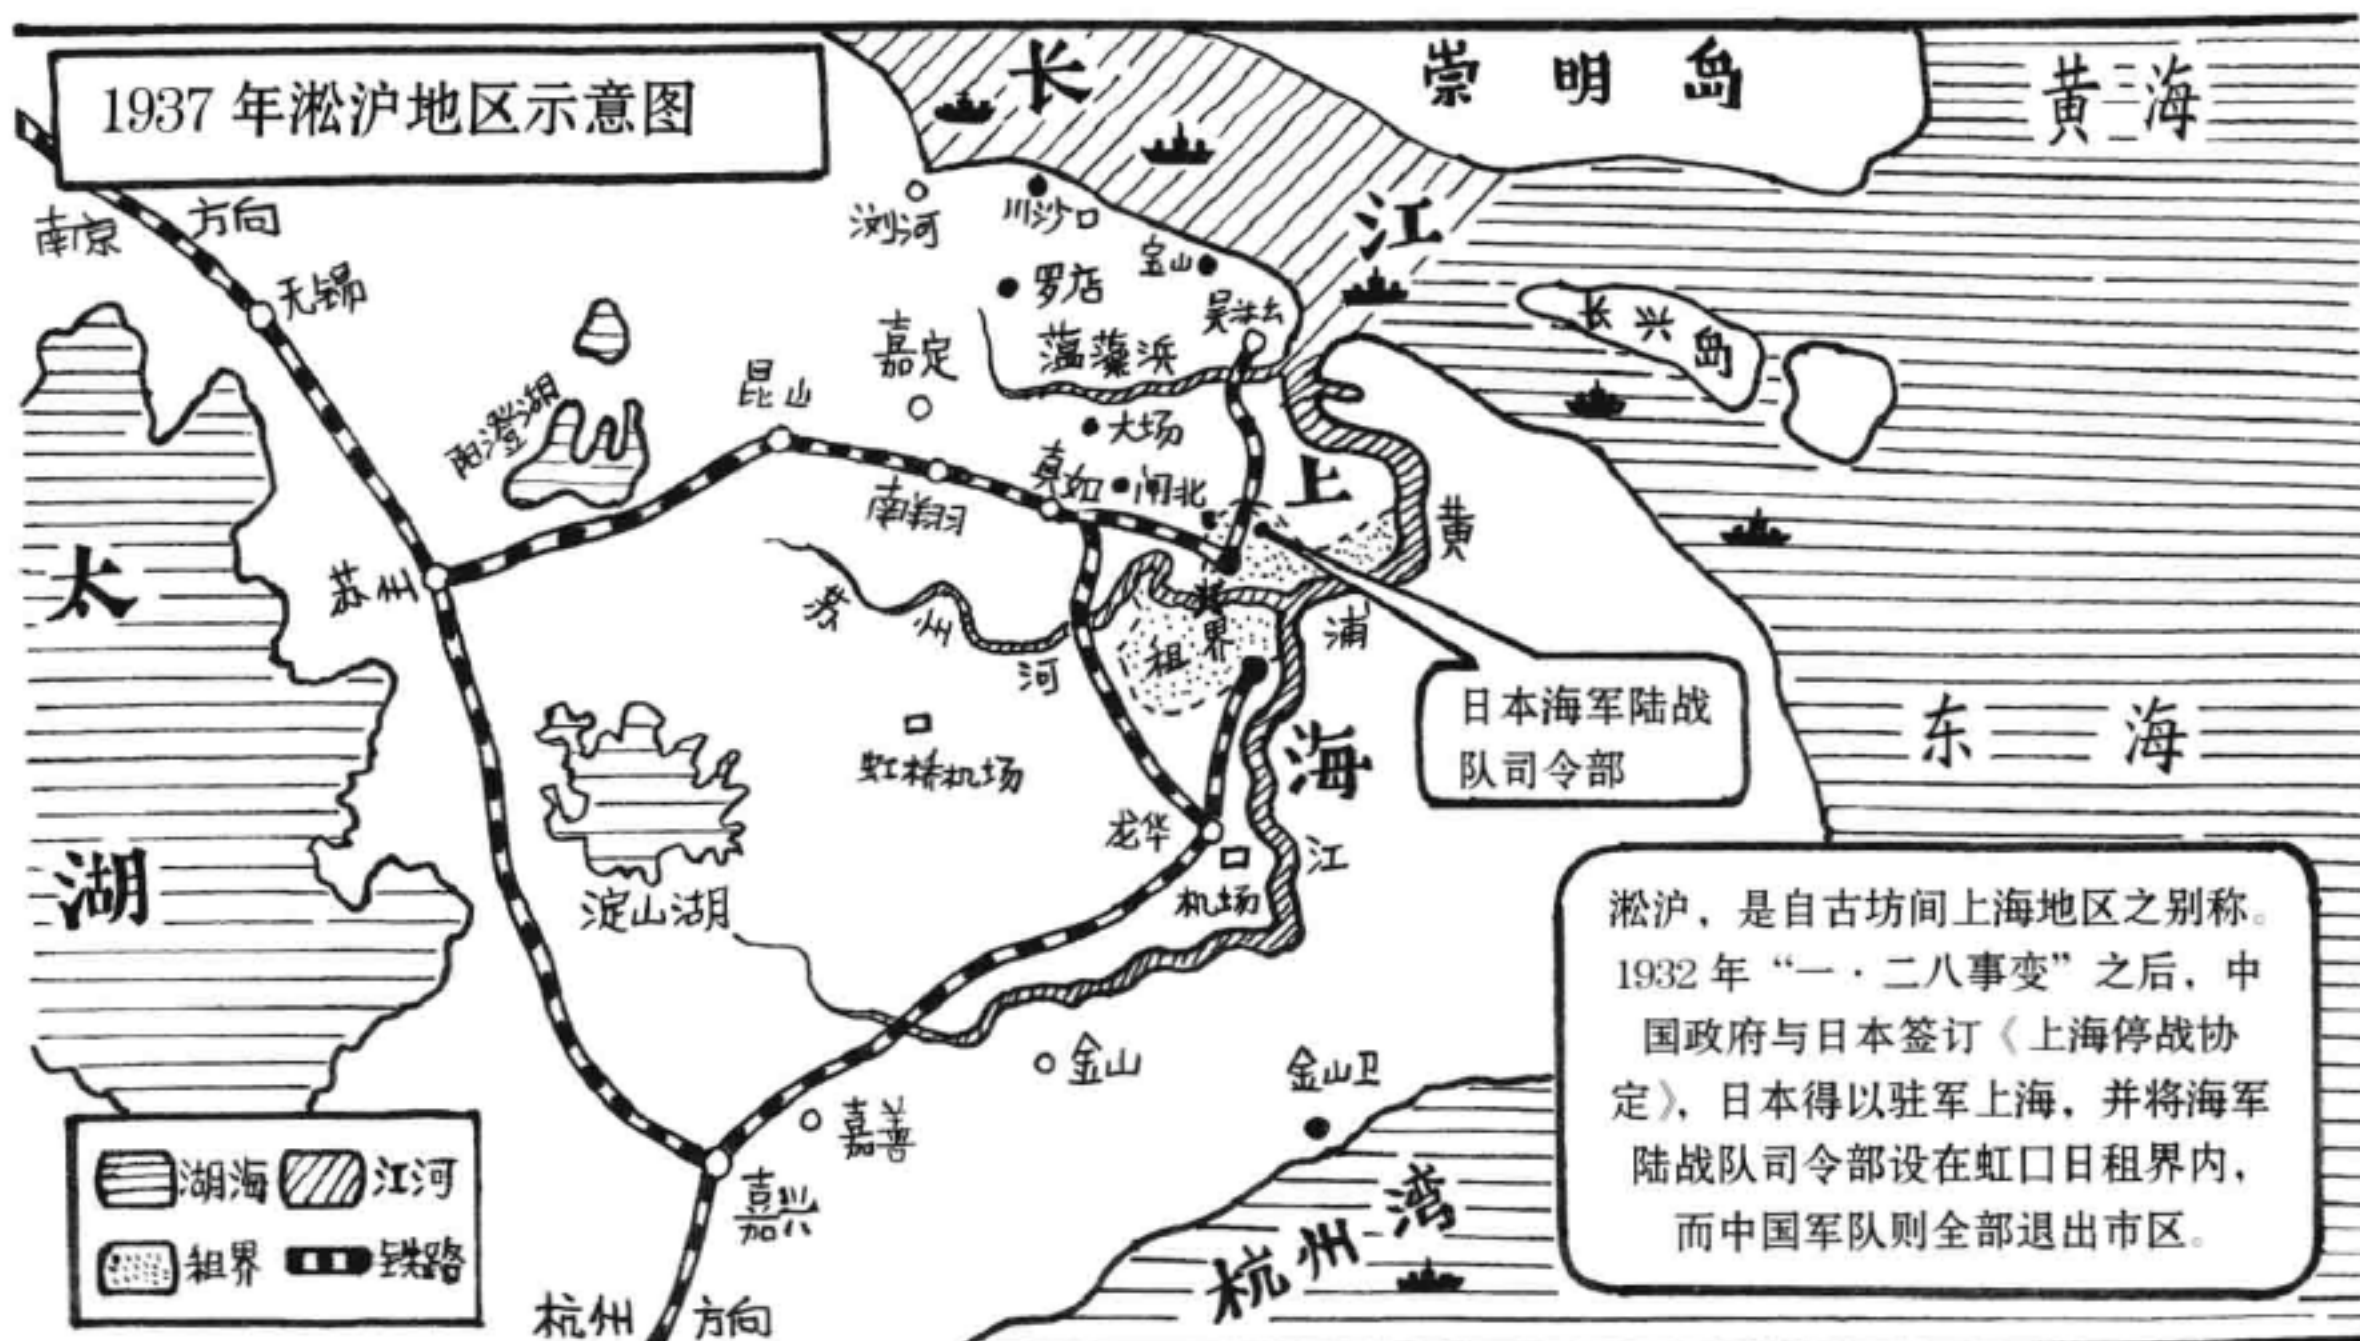 1937 年淞沪地区示意图
长
江
崇明岛
黄海
南京 方向
无锡
浏河
川沙口
宝山
罗店
吴淞
嘉定
蕰藻浜
长兴岛
阳澄湖
昆山
大场
真如
闸北
南翔
上
海
黄
浦
江
太
湖
苏州
苏州河
租界
日本海军陆战
队司令部
东海
虹桥机场
龙华
机场
淀山湖
金山
金山卫
嘉善
嘉兴
杭州 方向
杭州湾
湖海
江河
租界
铁路
淞沪，是自古坊间上海地区之别称。
1932 年“一·二八事变”之后，中
国政府与日本签订《上海停战协
定》，日本得以驻军上海，并将海军
陆战队司令部设在虹口日租界内，
而中国军队则全部退出市区。